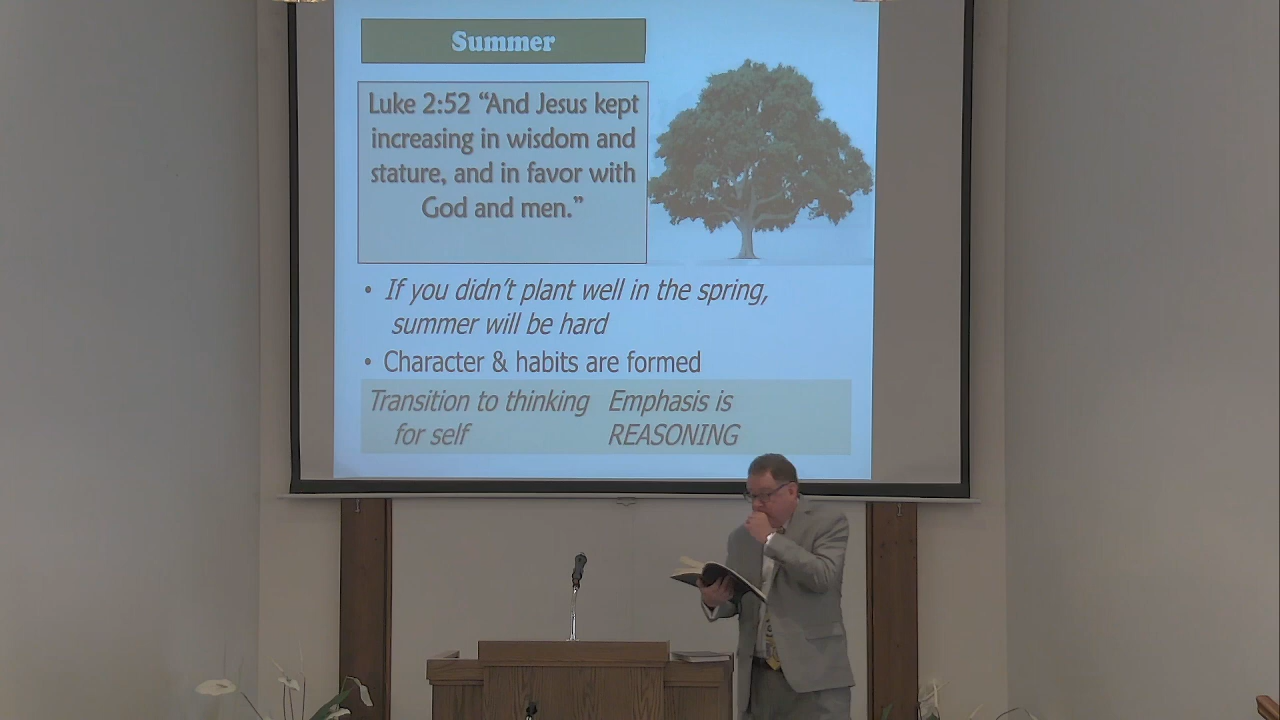 Summer
Luke 2:52 “And Jesus kept
increasing in wisdom and
stature, and in favor with
God and men.”
• If you didn’t plant well in the spring,
summer will be hard
• Character & habits are formed
Transition to thinking
for self
Emphasis is
REASONING